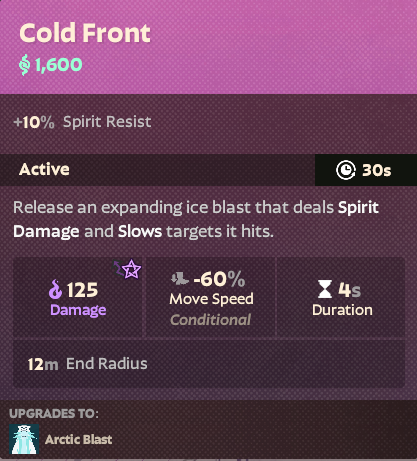 Cold Front
1,600
+10% Spirit Resist
Active 30s
Release an expanding ice blast that deals Spirit
Damage and Slows targets it hits.
125 -60% 4s
Damage Move Speed Duration
Conditional
12m End Radius
UPGRADES TO:
Arctic Blast